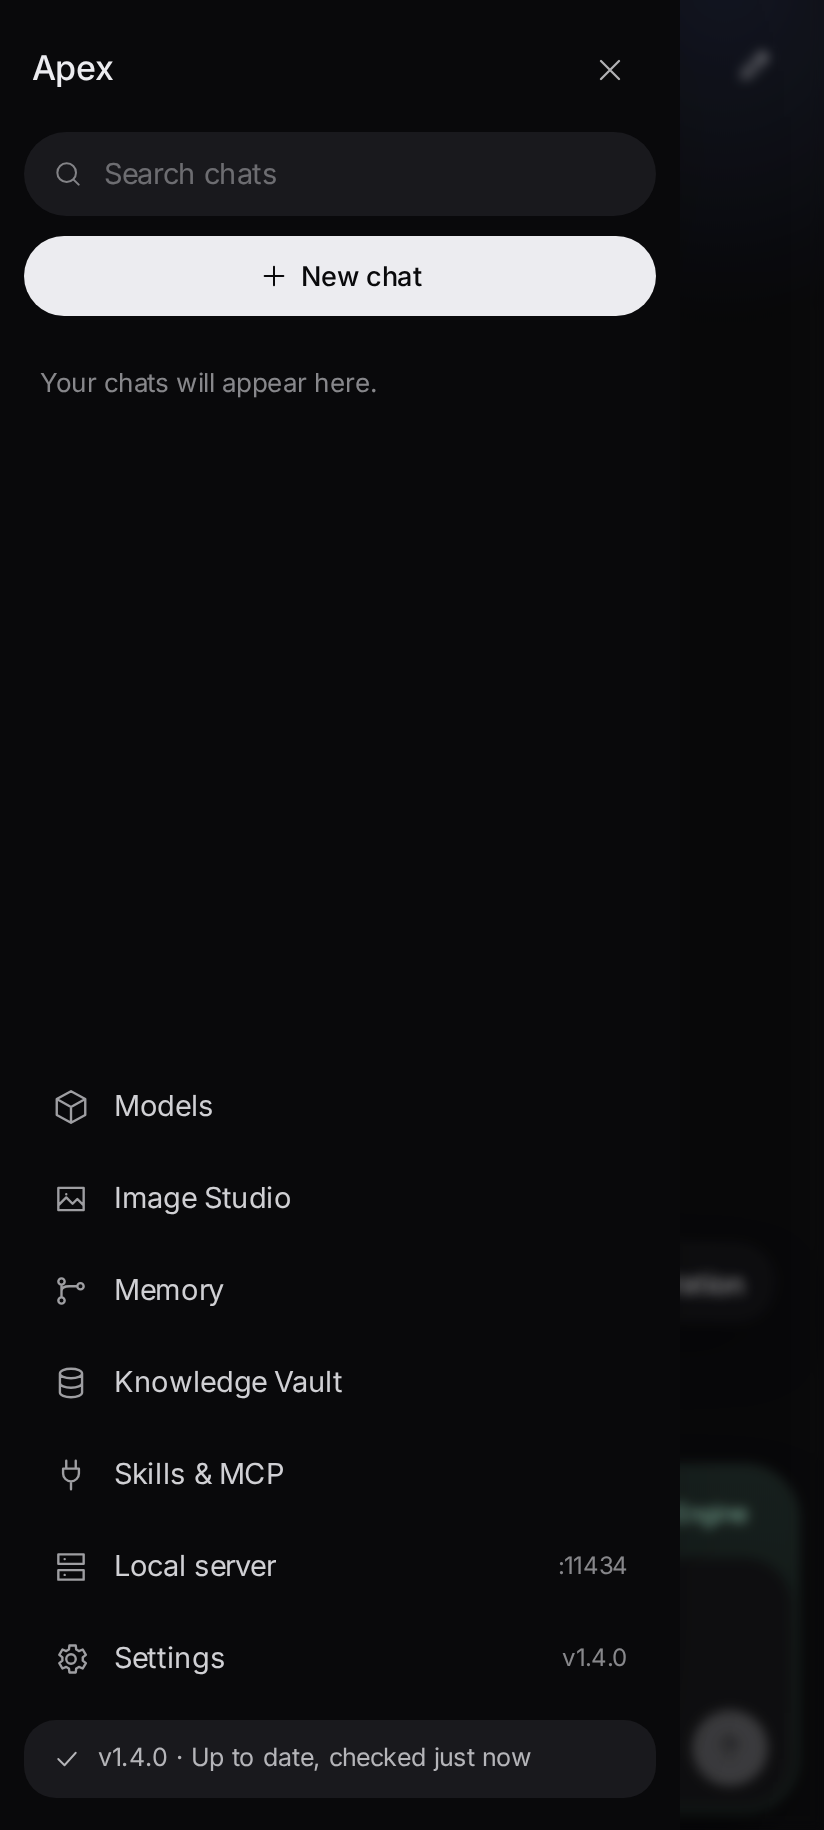 Apex
Search chats
New chat
Your chats will appear here.
Models
Image Studio
Memory
Knowledge Vault
Skills & MCP
Local server :11434
Settings v1.4.0
Engine
v1.4.0 · Up to date, checked just now